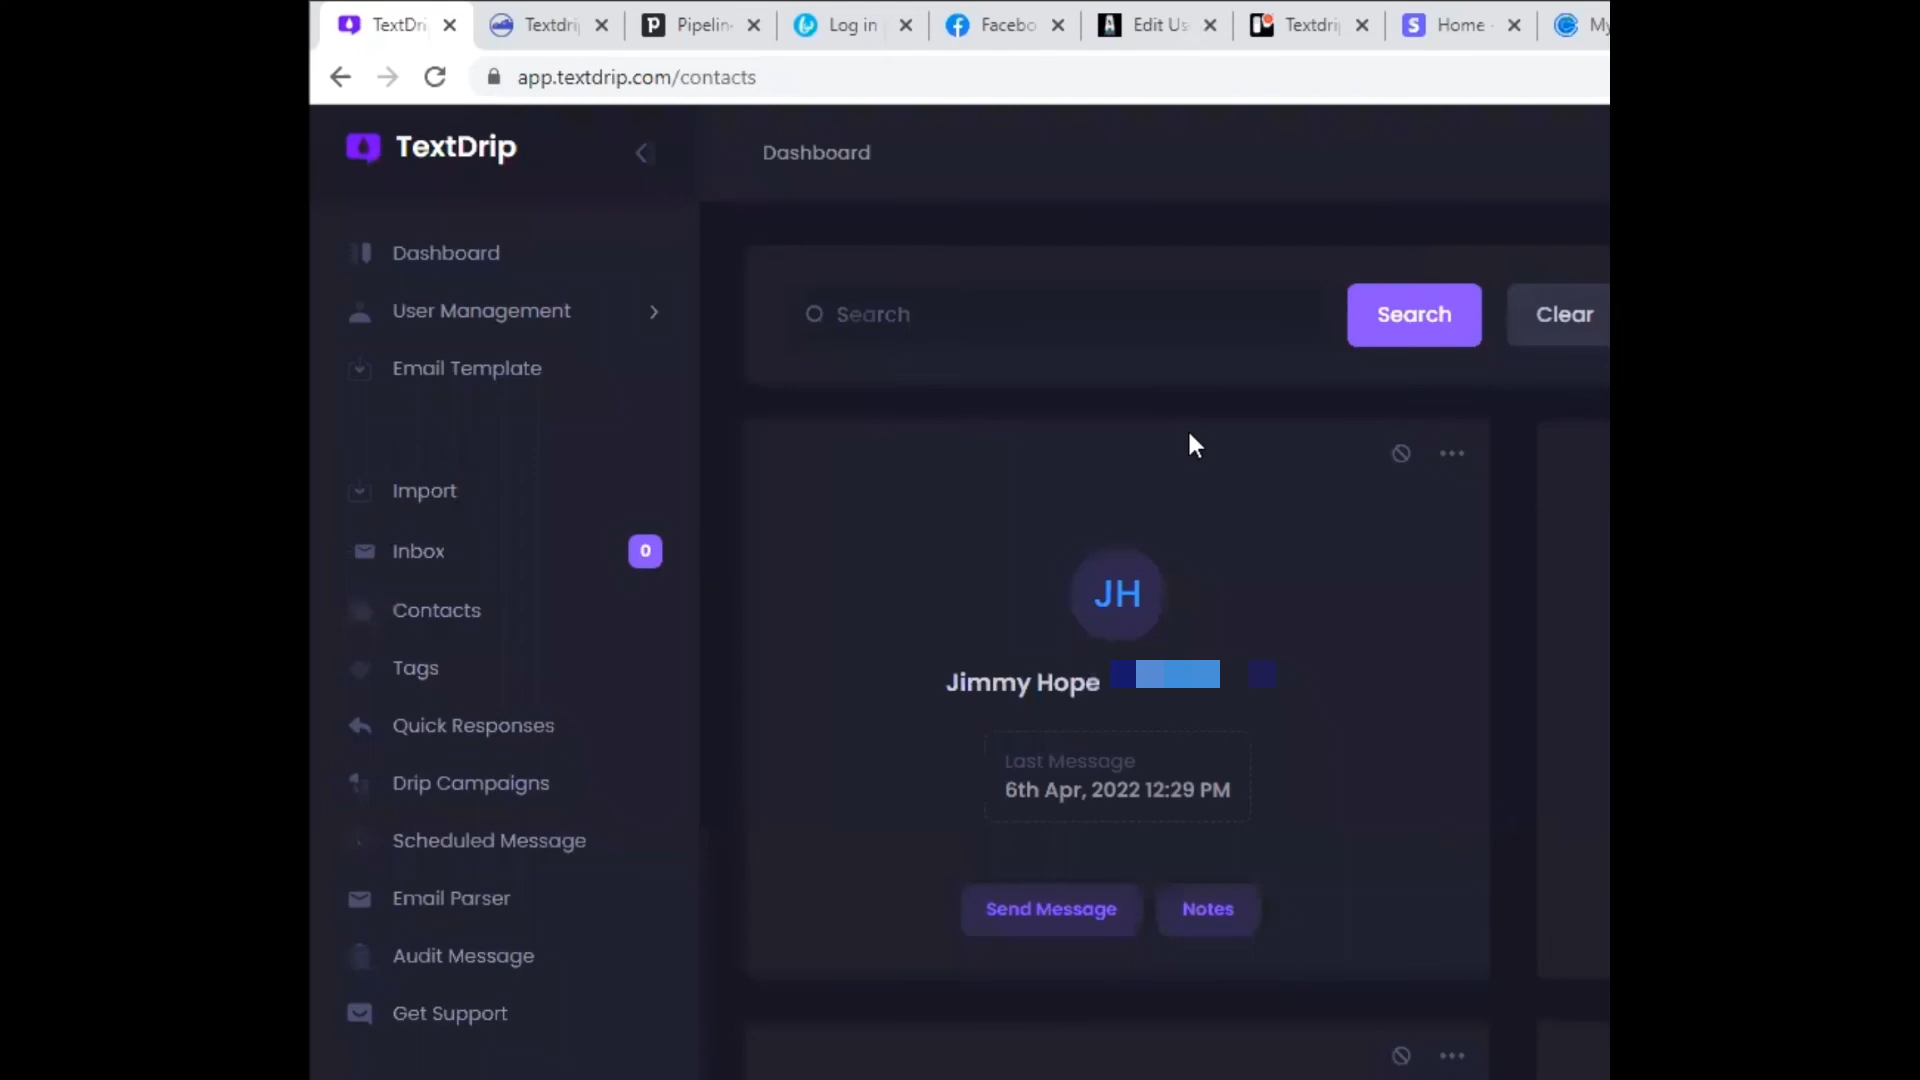 TextDri
Textdri
Pipelin
Log in
Facebo
Edit Us
Textdri
Home -
My
app.textdrip.com/contacts
TextDrip
Dashboard
Dashboard
User Management
Email Template
Import
Inbox
0
Contacts
Tags
Quick Responses
Drip Campaigns
Scheduled Message
Email Parser
Audit Message
Get Support
Search
Search
Clear
JH
Jimmy Hope
Last Message
6th Apr, 2022 12:29 PM
Send Message
Notes